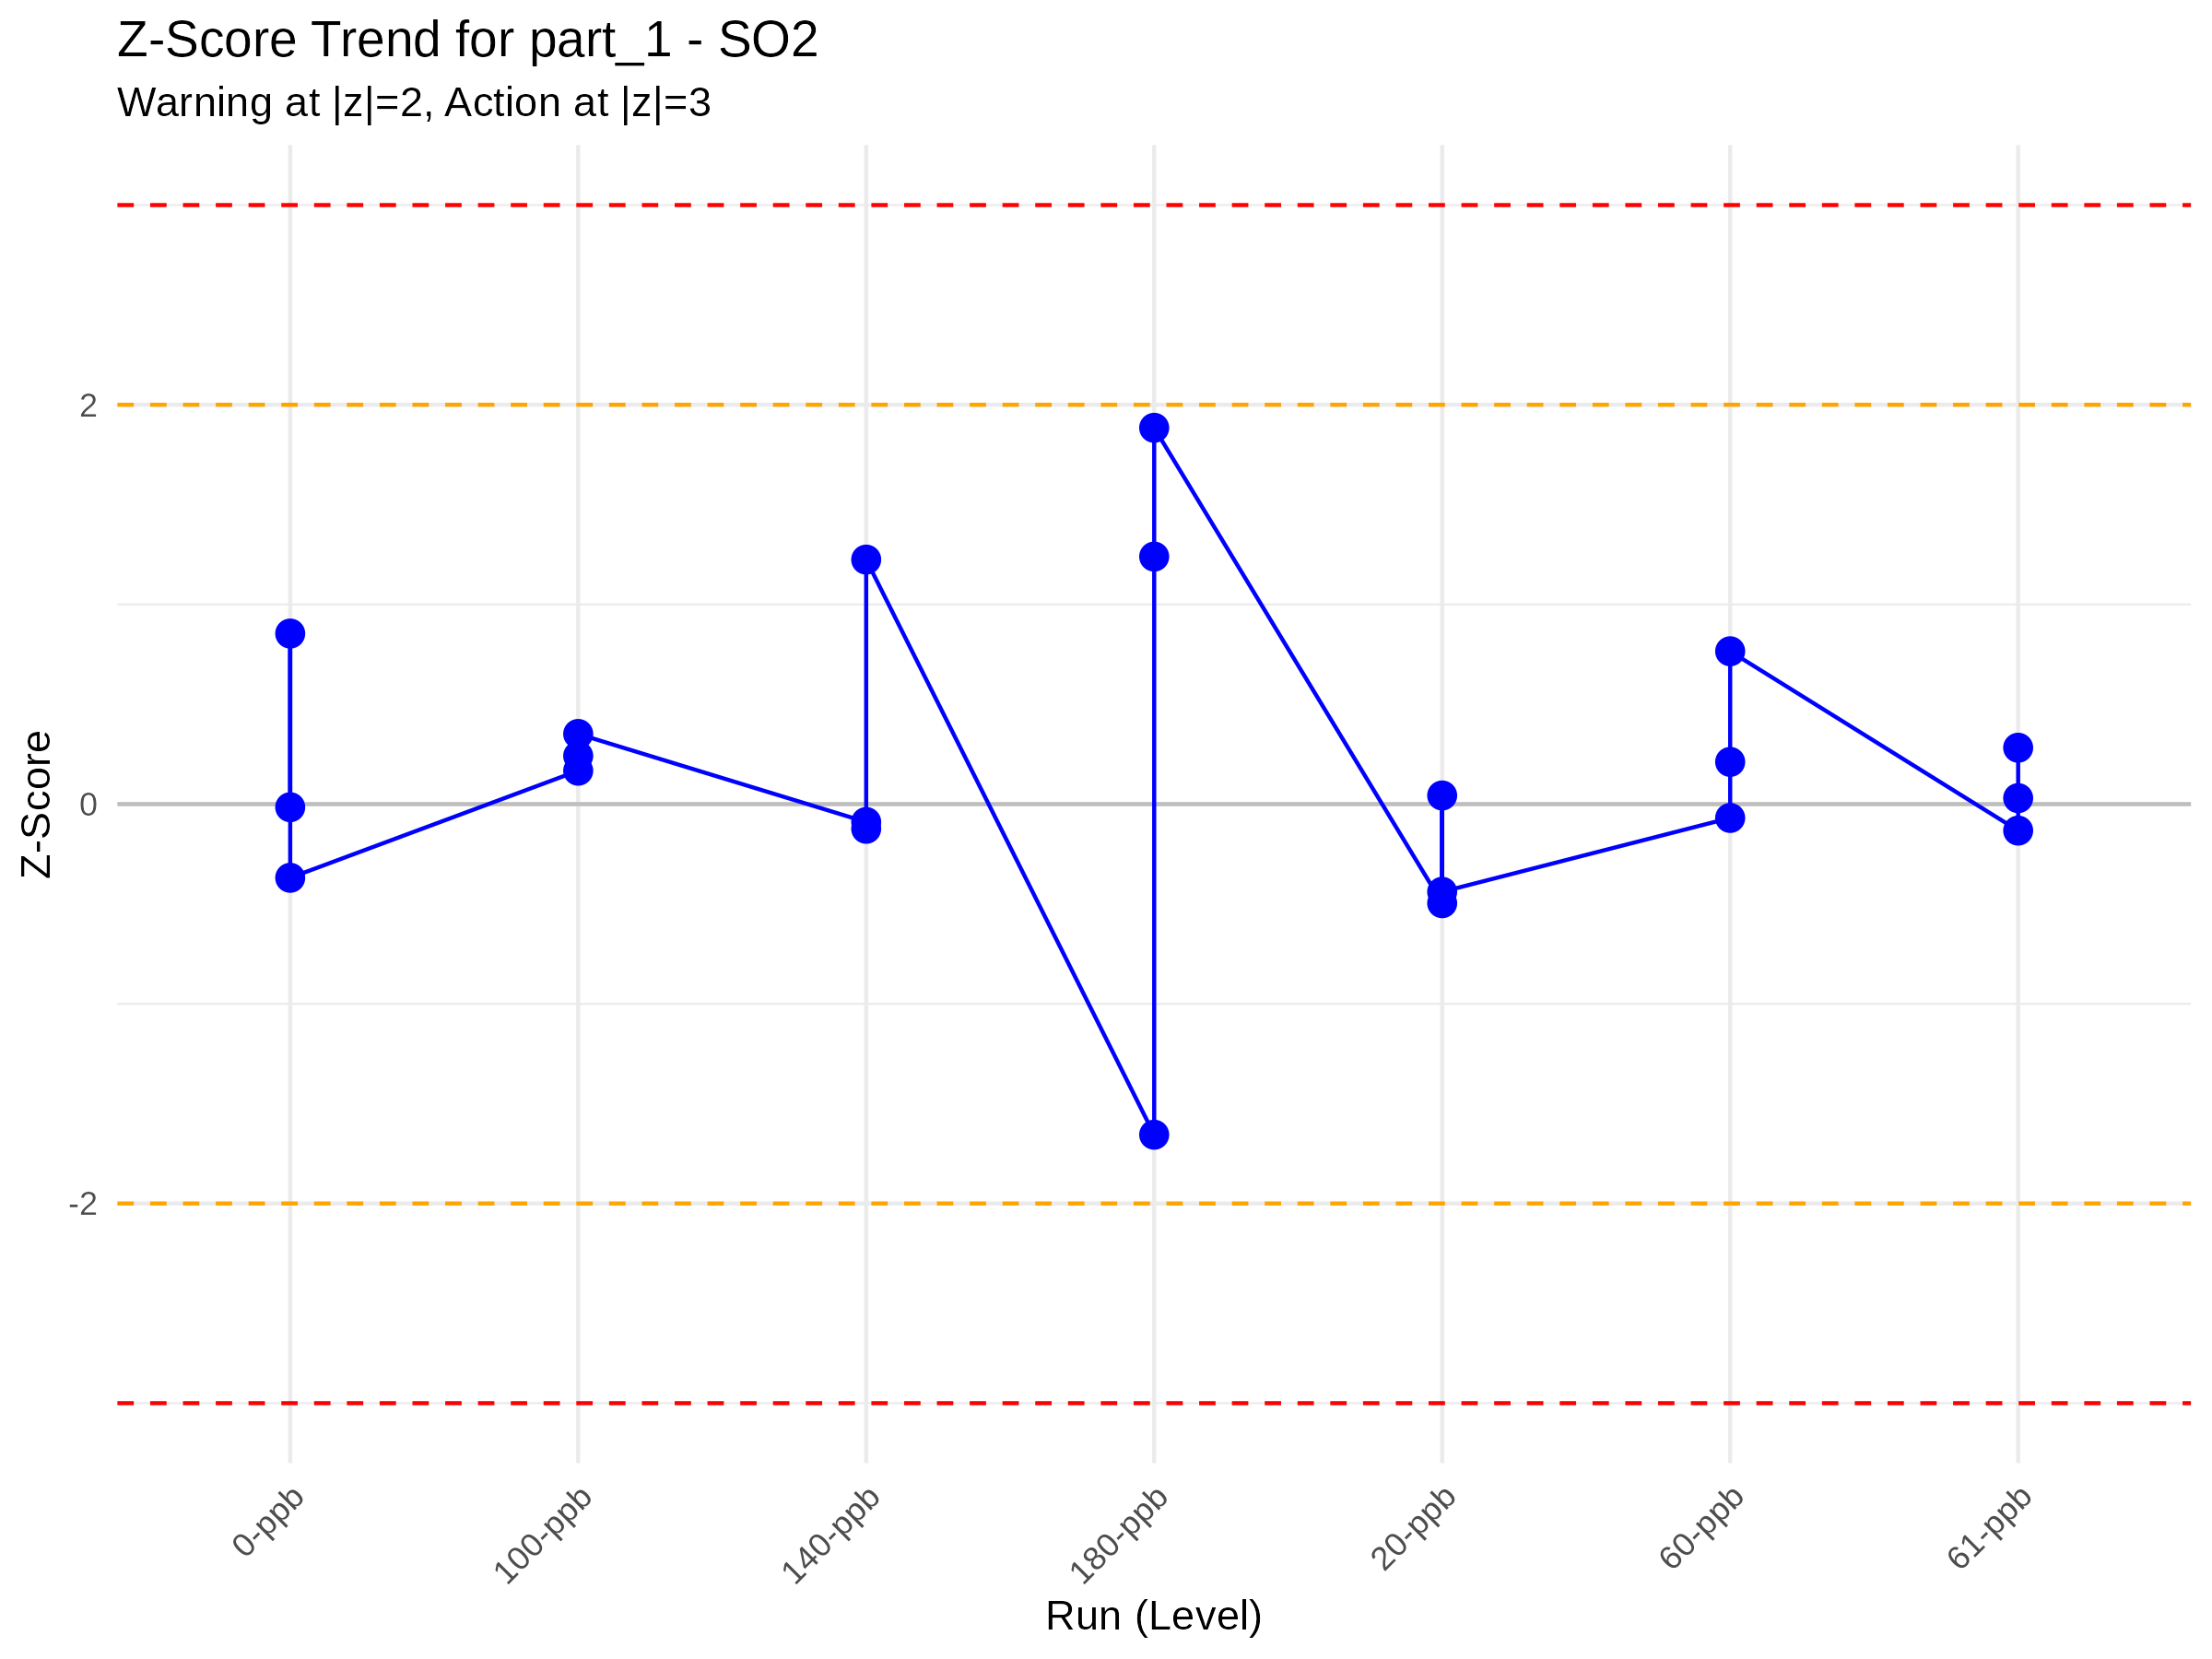 Z-Score Trend for part_1 - SO2
Warning at |z|=2, Action at |z|=3
Z-Score
2
0
-2
0-ppb
100-ppb
140-ppb
180-ppb
20-ppb
60-ppb
61-ppb
Run (Level)